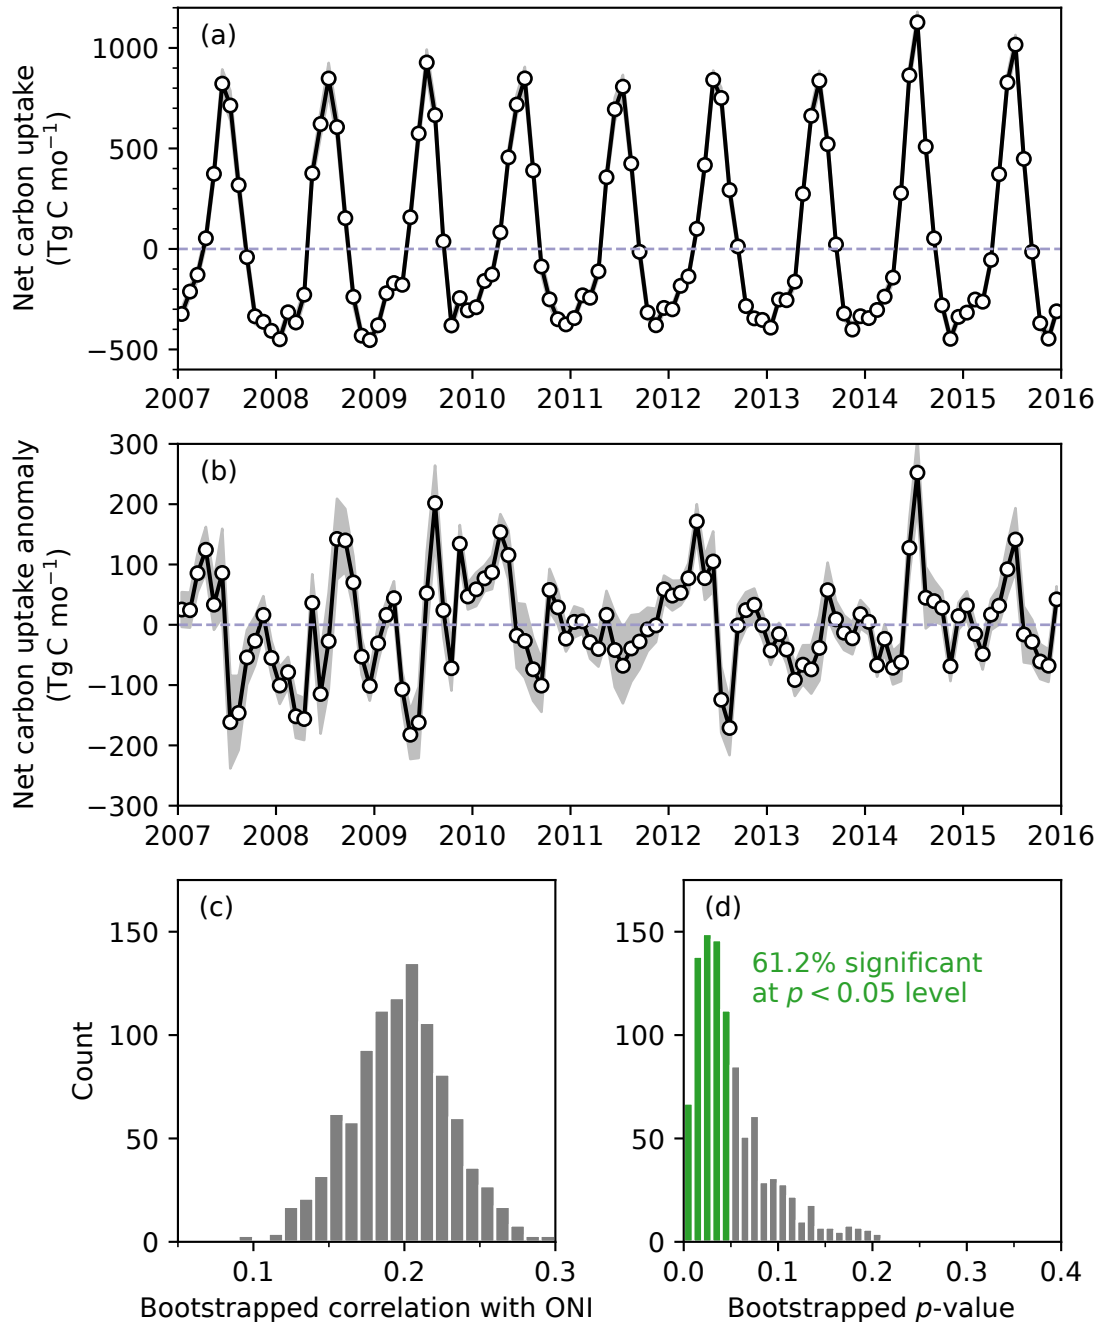 (a)
Net carbon uptake
(Tg C mo⁻¹)
1000
500
0
−500
2007 2008 2009 2010 2011 2012 2013 2014 2015 2016
(b)
Net carbon uptake anomaly
(Tg C mo⁻¹)
300
200
100
0
−100
−200
−300
2007 2008 2009 2010 2011 2012 2013 2014 2015 2016
(c)
Count
150
100
50
0
0.1 0.2 0.3
Bootstrapped correlation with ONI
(d)
61.2% significant
at p < 0.05 level
150
100
50
0
0.0 0.1 0.2 0.3 0.4
Bootstrapped p-value